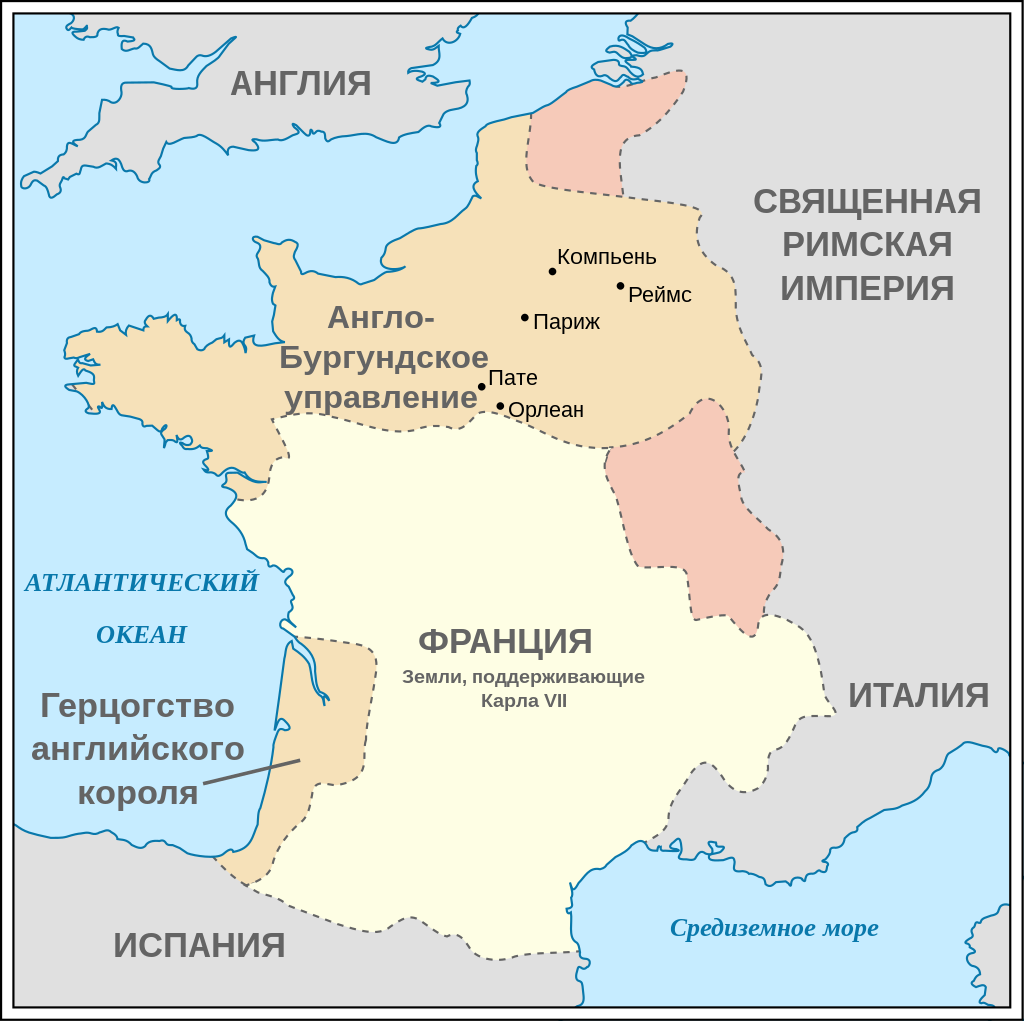 АНГЛИЯ
СВЯЩЕННАЯ
РИМСКАЯ
ИМПЕРИЯ
Компьень
Реймс
Париж
Англо-
Бургундское
управление
Пате
Орлеан
АТЛАНТИЧЕСКИЙ
ОКЕАН
ФРАНЦИЯ
Земли, поддерживающие
Карла VII
ИТАЛИЯ
Герцогство
английского
короля
ИСПАНИЯ
Средиземное море